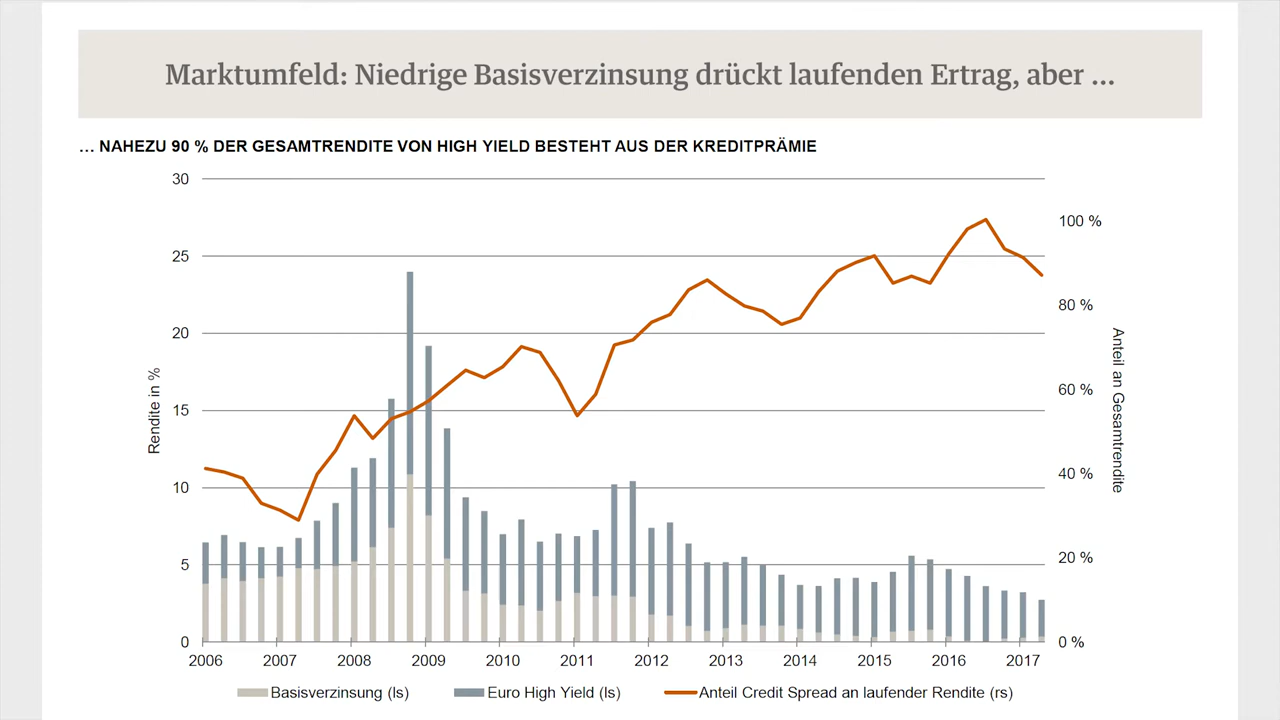 Marktumfeld: Niedrige Basisverzinsung drückt laufenden Ertrag, aber ...
... NAHEZU 90 % DER GESAMTRENDITE VON HIGH YIELD BESTEHT AUS DER KREDITPRÄMIE
30
25
20
15
10
5
0
Rendite in %
100 %
80 %
60 %
40 %
20 %
0 %
Anteil an Gesamtrendite
2006 2007 2008 2009 2010 2011 2012 2013 2014 2015 2016 2017
Basisverzinsung (ls) Euro High Yield (ls) Anteil Credit Spread an laufender Rendite (rs)